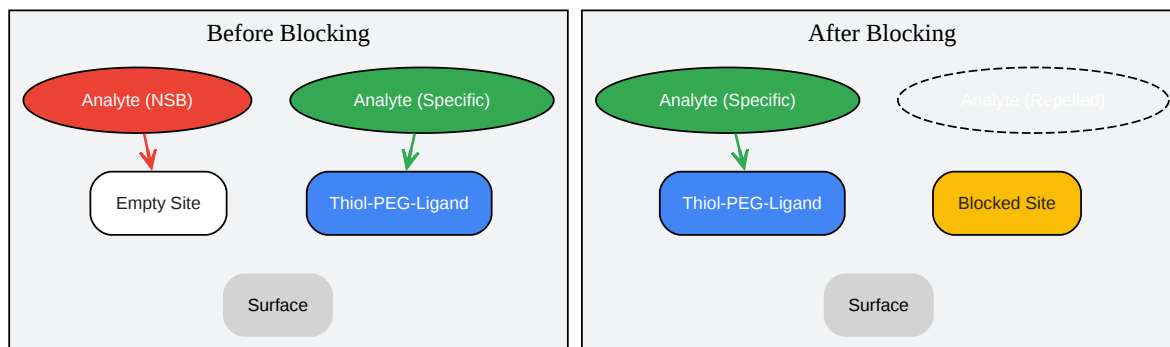 Before Blocking
Analyte (NSB)
Analyte (Specific)
Empty Site
Thiol-PEG-Ligand
Surface
After Blocking
Analyte (Specific)
Analyte (Repelled)
Thiol-PEG-Ligand
Blocked Site
Surface